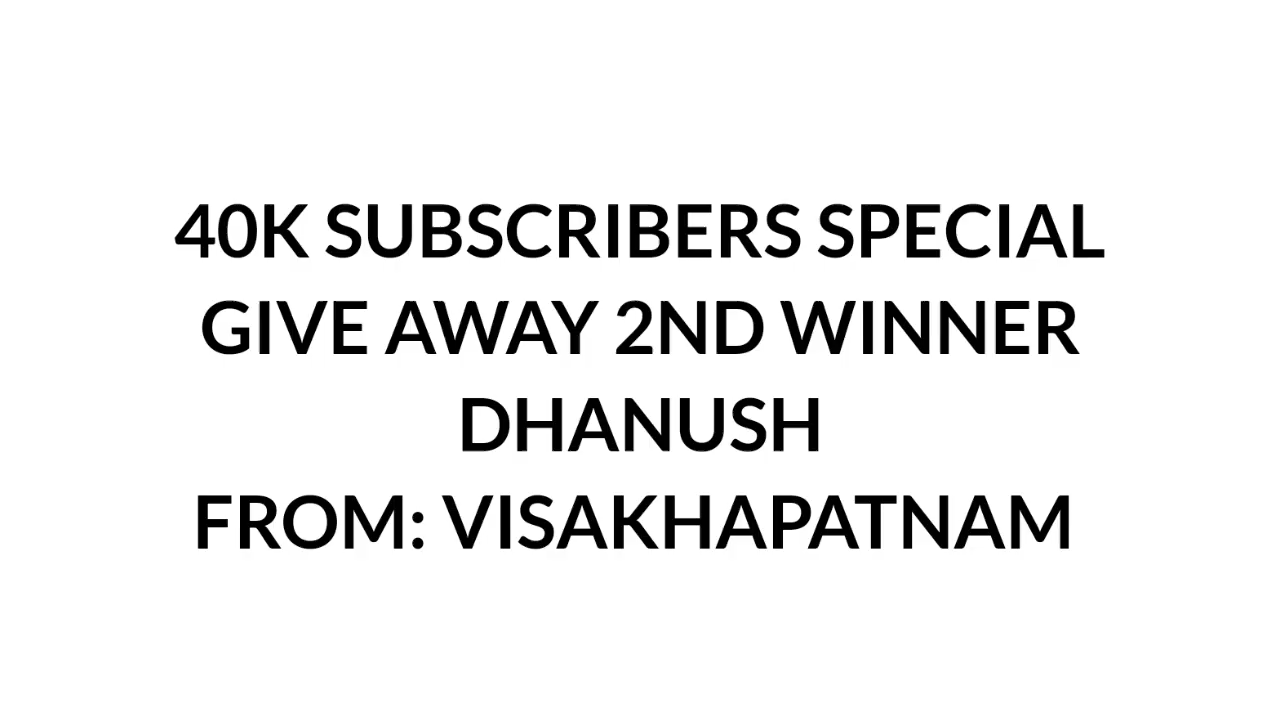 40K SUBSCRIBERS SPECIAL
GIVE AWAY 2ND WINNER
DHANUSH
FROM: VISAKHAPATNAM